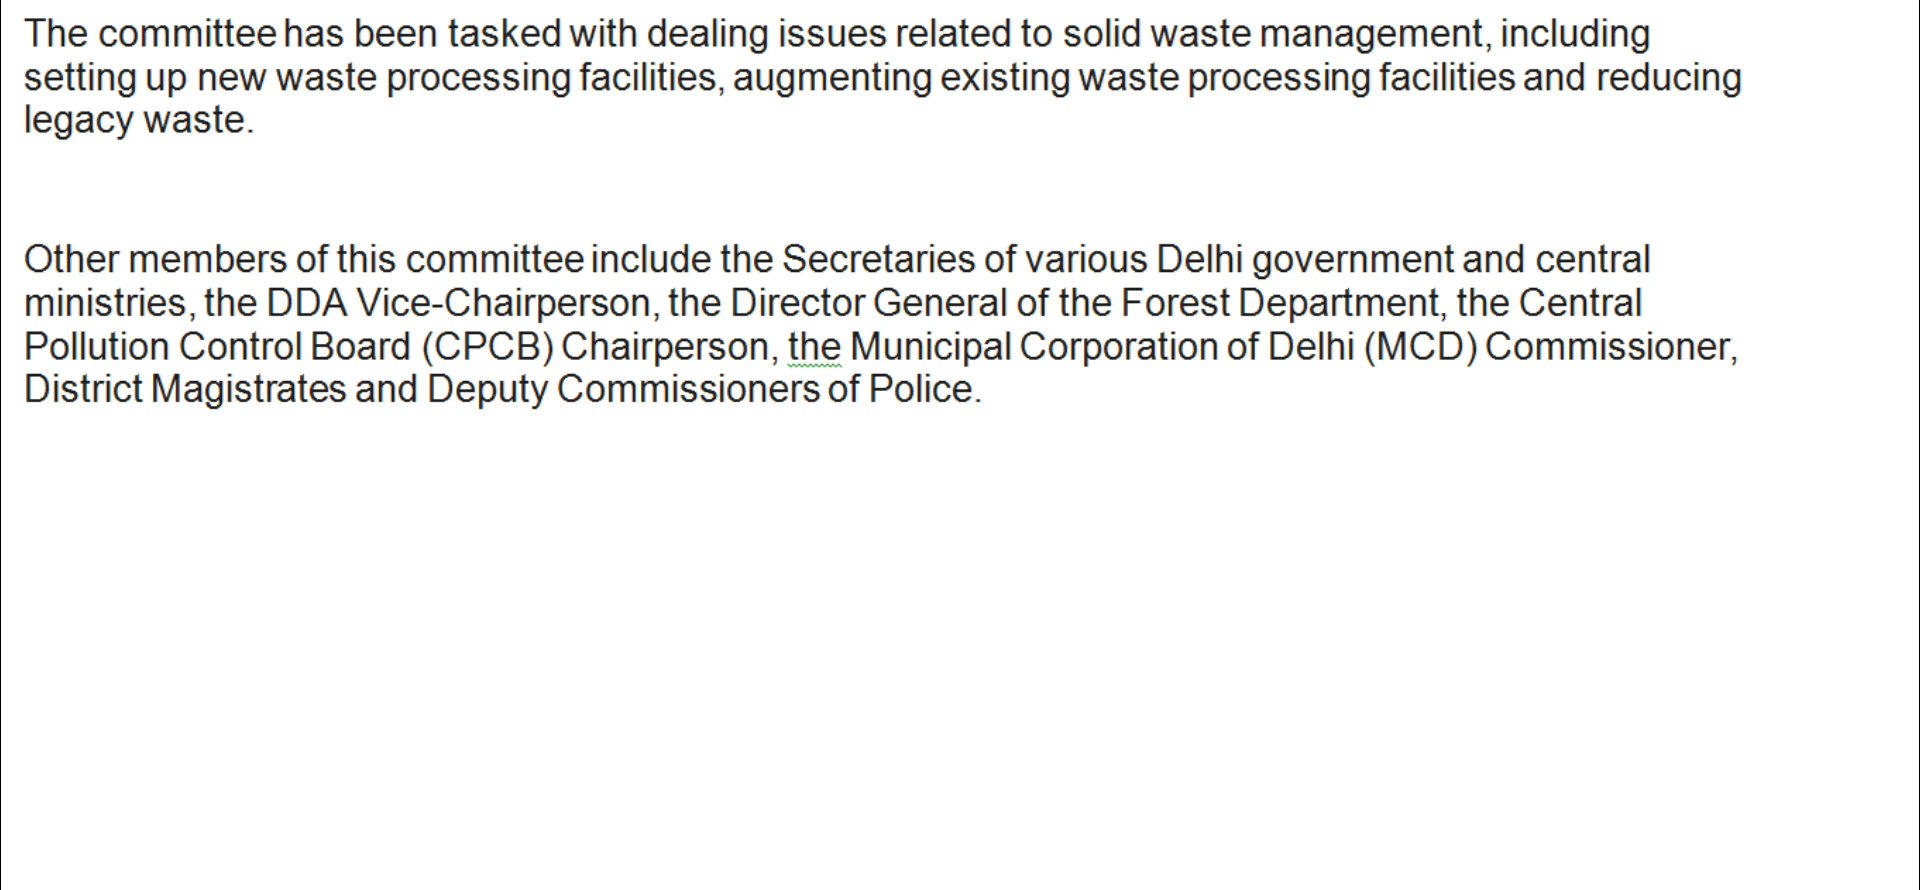 The committee has been tasked with dealing issues related to solid waste management, including
setting up new waste processing facilities, augmenting existing waste processing facilities and reducing
legacy waste.
Other members of this committee include the Secretaries of various Delhi government and central
ministries, the DDA Vice-Chairperson, the Director General of the Forest Department, the Central
Pollution Control Board (CPCB) Chairperson, the Municipal Corporation of Delhi (MCD) Commissioner,
District Magistrates and Deputy Commissioners of Police.